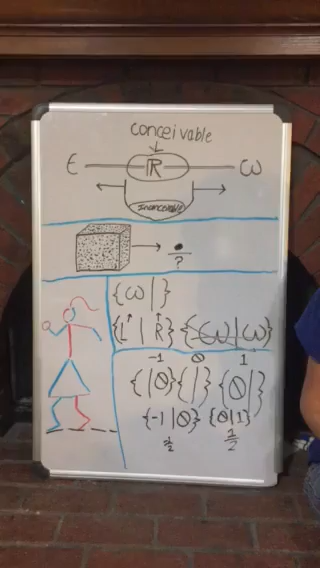 conceivable
ε ℝ ω
Inconceivable
?
{ω | }
{L | R} {-ω | ω}
-1 0 1
{ |0} { | } {0| }
{-1|0} {0|1}
-½ 1/2